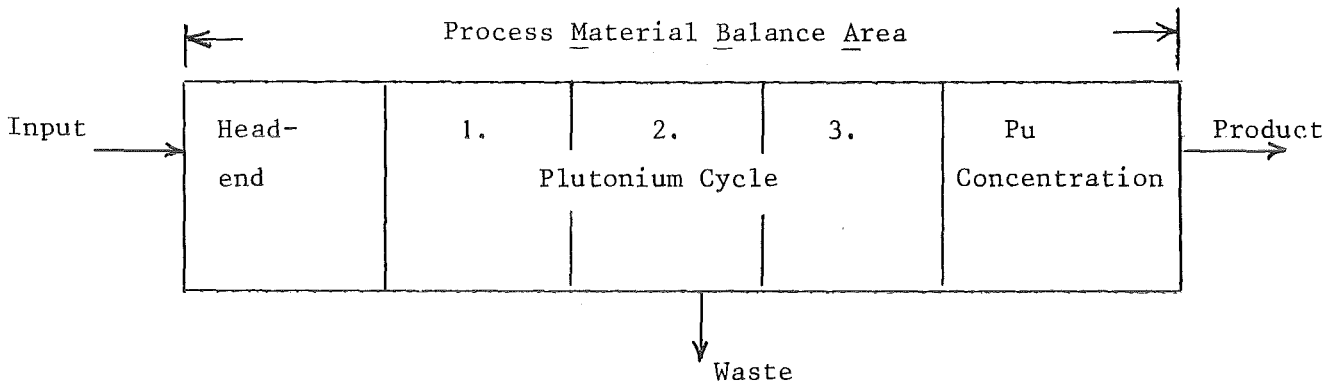 Process Material Balance Area
Input
Head-
end
1.
2.
3.
Plutonium Cycle
Pu
Concentration
Product
Waste